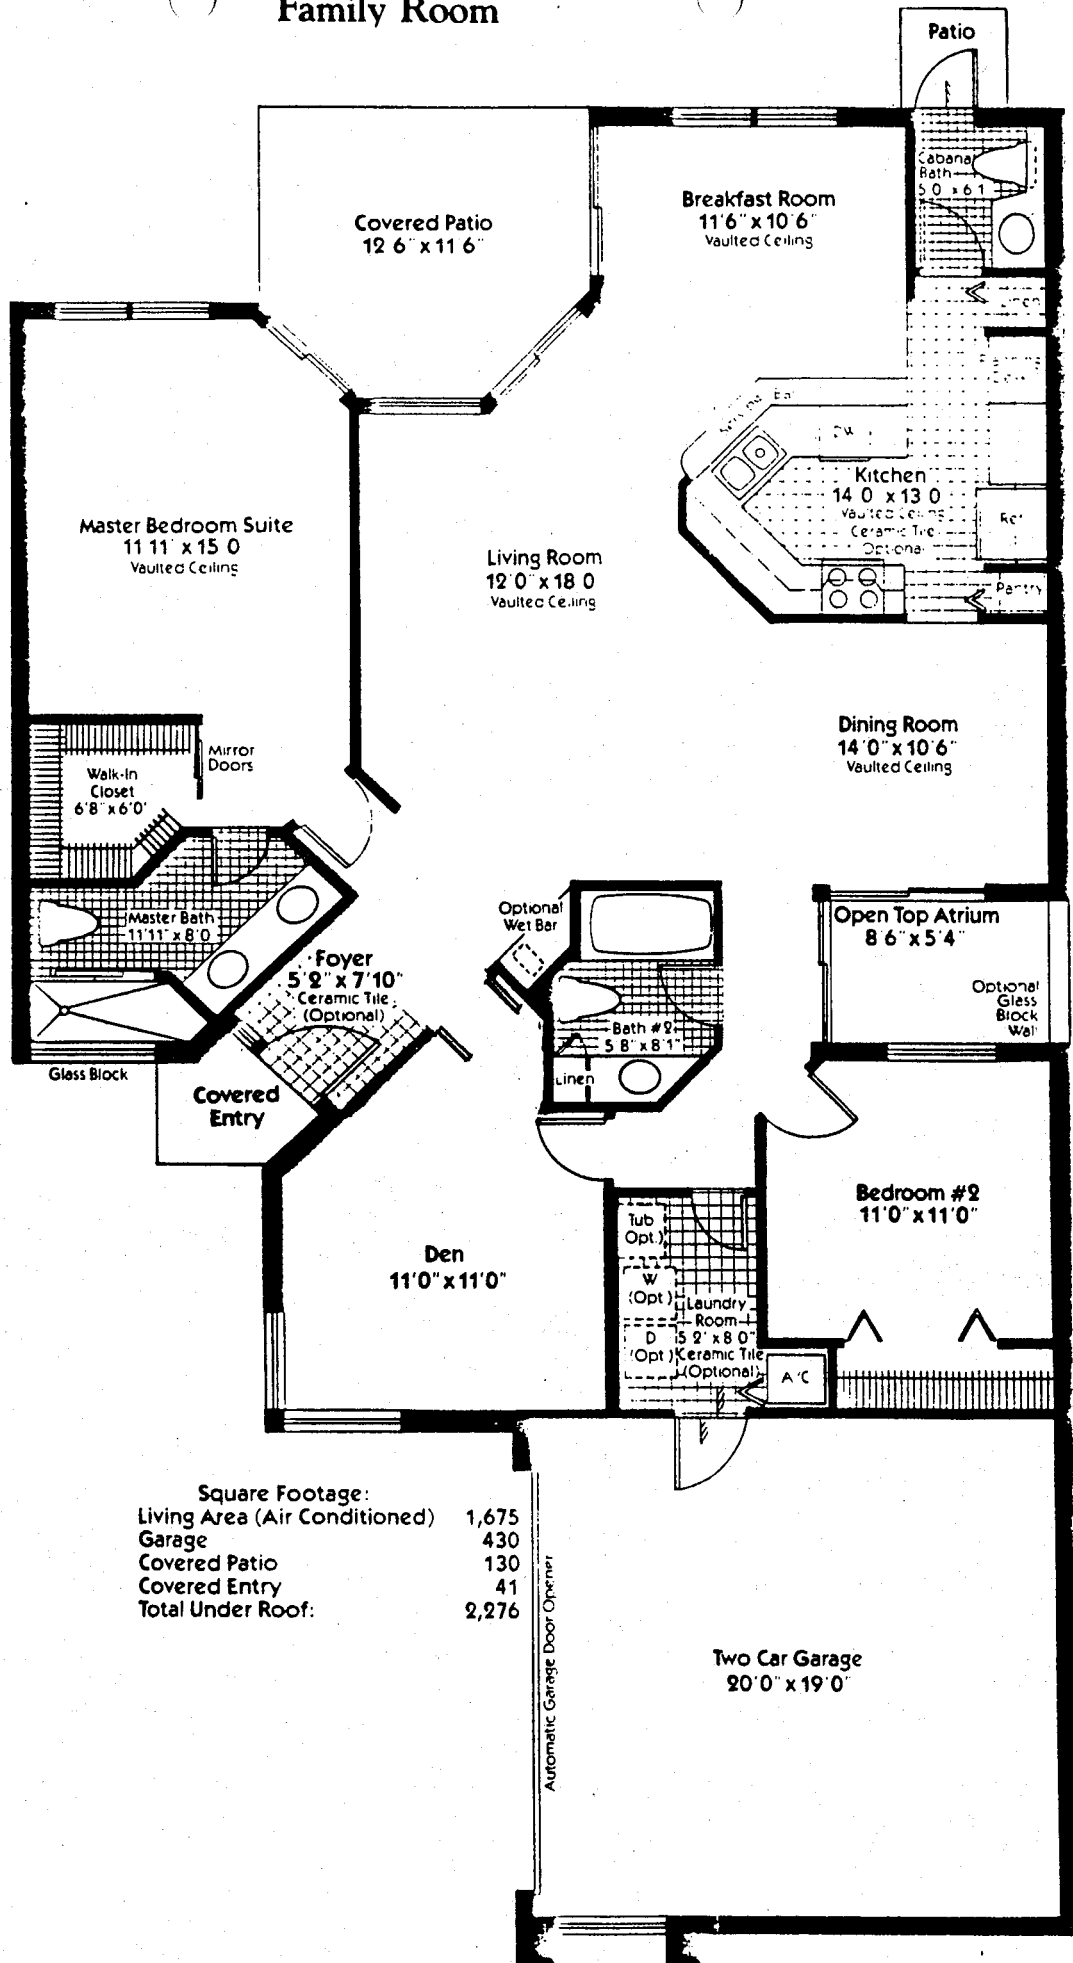 Family Room
Patio
Cabana
Bath
5 0 x 6 1
Covered Patio
12 6" x 11 6"
Breakfast Room
11'6" x 10'6"
Vaulted Ceiling
Linen
Service Bar
DW
Kitchen
14 0 x 13 0
Vaulted Ceiling
Ceramic Tile
Optional
Ref
Pantry
Master Bedroom Suite
11 11' x 15 0
Vaulted Ceiling
Living Room
12'0" x 18 0
Vaulted Ceiling
Dining Room
14'0" x 10'6"
Vaulted Ceiling
Mirror
Doors
Walk-In
Closet
6'8" x 6'0'
Master Bath
11'11" x 8'0
Optional
Wet Bar
Open Top Atrium
8 6" x 5'4"
Optional
Glass
Block
Wall
Foyer
5'2" x 7'10"
Ceramic Tile
(Optional)
Bath #2
5'8" x 8'1"
Linen
Glass Block
Covered
Entry
Bedroom #2
11'0" x 11'0"
Den
11'0" x 11'0"
Tub
Opt.)
W
(Opt)
D
(Opt)
Laundry
Room
5 2' x 8 0"
Ceramic Tile
(Optional)
A/C
Square Footage:
Living Area (Air Conditioned) 1,675
Garage 430
Covered Patio 130
Covered Entry 41
Total Under Roof: 2,276
Automatic Garage Door Opener
Two Car Garage
20'0" x 19'0"